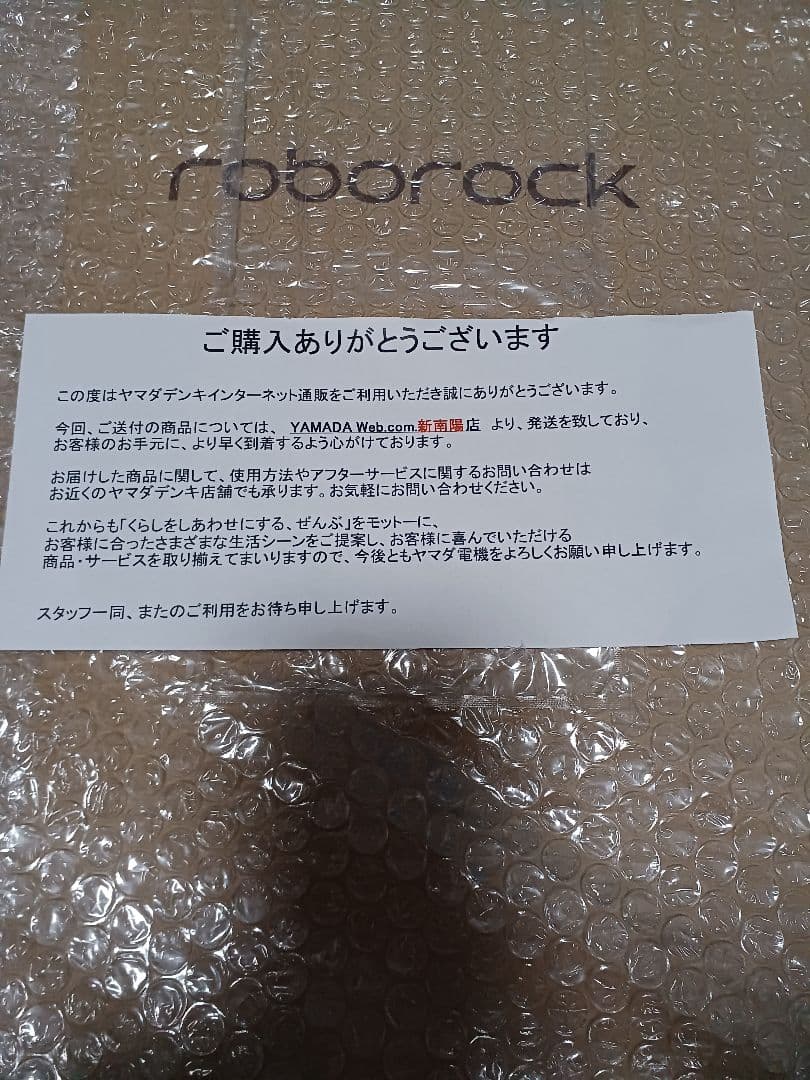 roborock
ご購入ありがとうございます
この度はヤマダデンキインターネット通販をご利用いただき誠にありがとうございます。
今回、ご送付の商品については、 YAMADA Web.com 新南陽店 より、発送を致しており、
お客様のお手元に、より早く到着するよう心がけております。
お届けした商品に関して、使用方法やアフターサービスに関するお問い合わせは
お近くのヤマダデンキ店舗でも承ります。お気軽にお問い合わせください。
これからも「くらしをしあわせにする、ぜんぶ」をモットーに、
お客様に合ったさまざまな生活シーンをご提案し、お客様に喜んでいただける
商品・サービスを取り揃えてまいりますので、今後ともヤマダ電機をよろしくお願い申し上げます。
スタッフ一同、またのご利用をお待ち申し上げます。